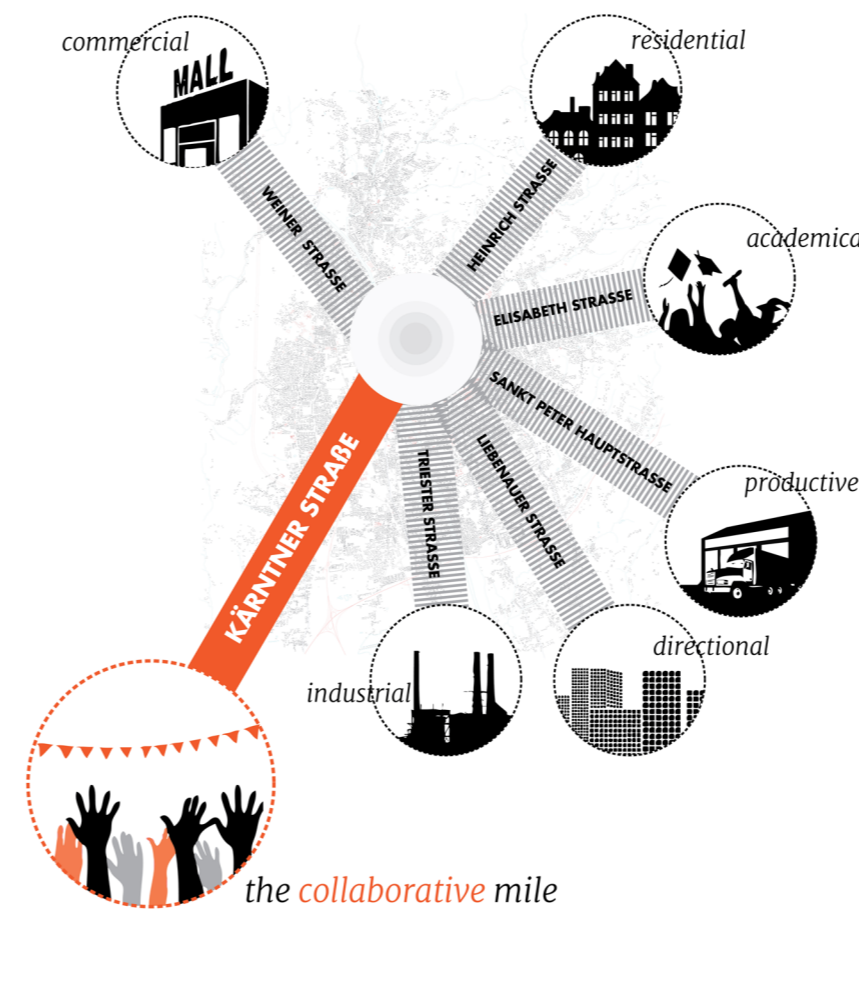 commercial
residential
MALL
WEINER STRASSE
HEINRICH STRASSE
academica
ELISABETH STRASSE
SANKT PETER HAUPTSTRASSE
productive
LIEBENAUER STRASSE
TRIESTER STRASSE
KÄRNTNER STRAßE
directional
industrial
the collaborative mile